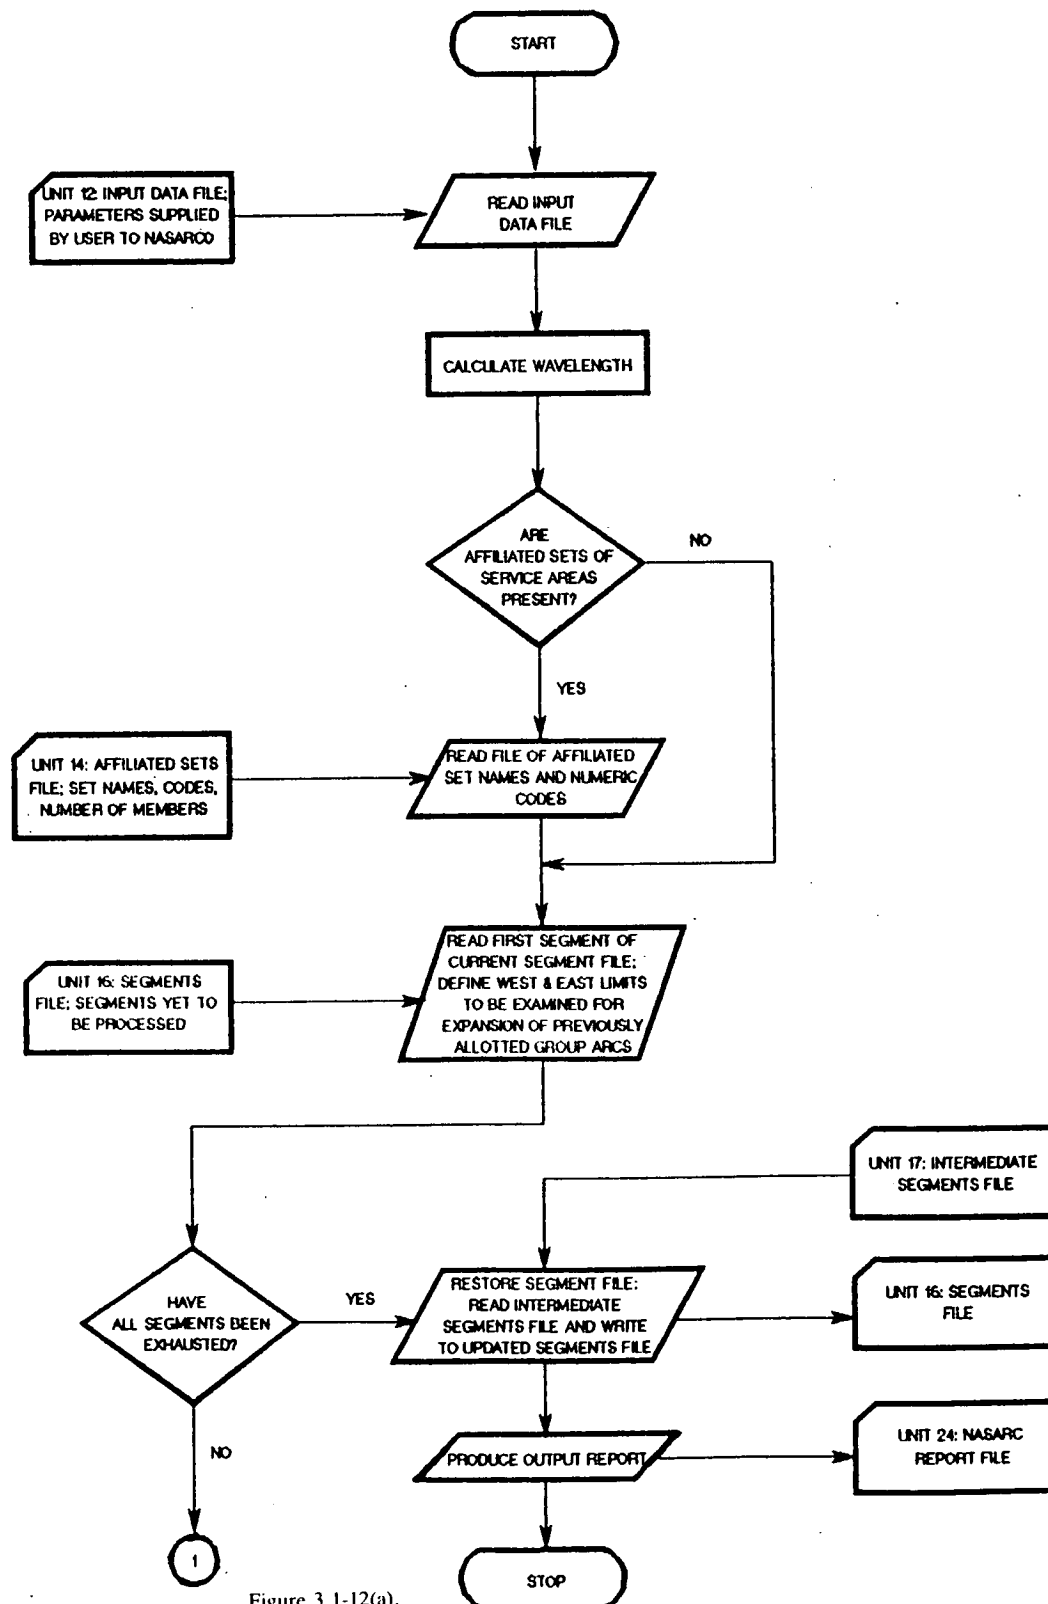 START
UNIT 12: INPUT DATA FILE;
PARAMETERS SUPPLIED
BY USER TO NASARC0
READ INPUT
DATA FILE
CALCULATE WAVELENGTH
ARE
AFFILIATED SETS OF
SERVICE AREAS
PRESENT?
NO
YES
UNIT 14: AFFILIATED SETS
FILE; SET NAMES, CODES,
NUMBER OF MEMBERS
READ FILE OF AFFILIATED
SET NAMES AND NUMERIC
CODES
UNIT 16: SEGMENTS
FILE; SEGMENTS YET TO
BE PROCESSED
READ FIRST SEGMENT OF
CURRENT SEGMENT FILE;
DEFINE WEST & EAST LIMITS
TO BE EXAMINED FOR
EXPANSION OF PREVIOUSLY
ALLOTTED GROUP ARCS
UNIT 17: INTERMEDIATE
SEGMENTS FILE
HAVE
ALL SEGMENTS BEEN
EXHAUSTED?
YES
RESTORE SEGMENT FILE:
READ INTERMEDIATE
SEGMENTS FILE AND WRITE
TO UPDATED SEGMENTS FILE
UNIT 16: SEGMENTS
FILE
NO
PRODUCE OUTPUT REPORT
UNIT 24: NASARC
REPORT FILE
1
STOP
Figure 3.1-12(a).